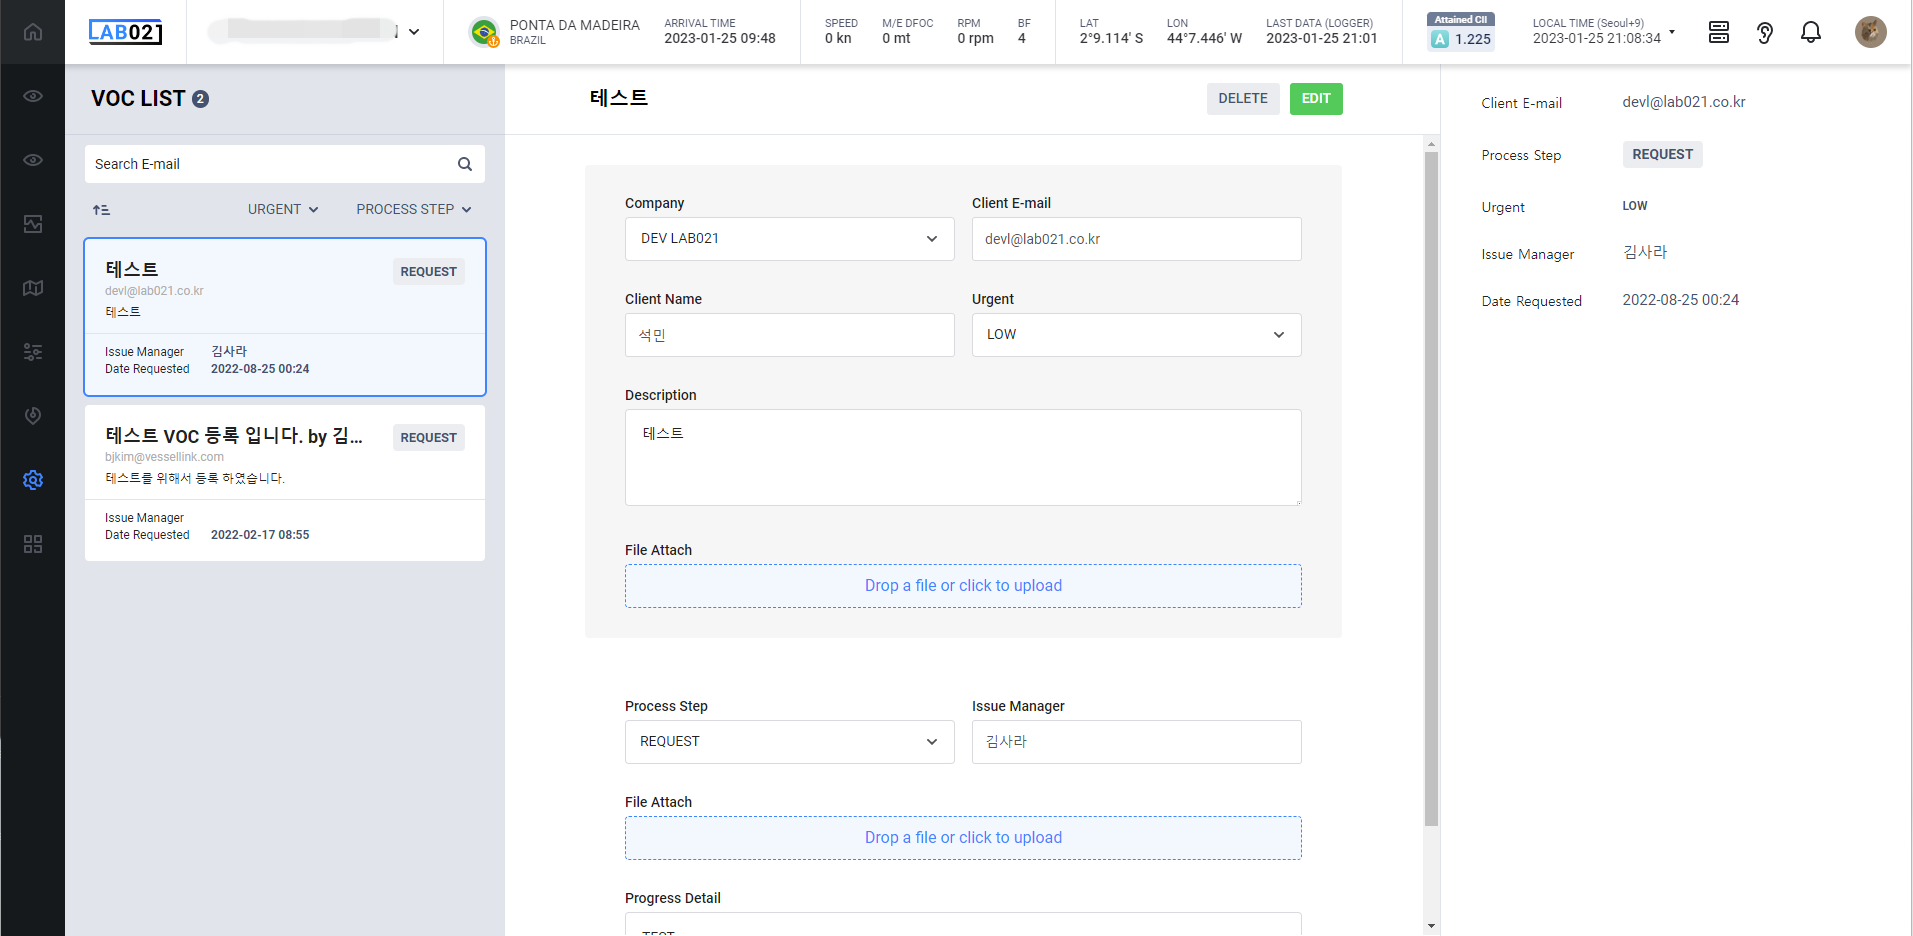 LAB021
PONTA DA MADEIRA
BRAZIL
ARRIVAL TIME
2023-01-25 09:48
SPEED
0 kn
M/E DFOC
0 mt
RPM
0 rpm
BF
4
LAT
2°9.114' S
LON
44°7.446' W
LAST DATA (LOGGER)
2023-01-25 21:01
Attained CII
A 1.225
LOCAL TIME (Seoul+9)
2023-01-25 21:08:34
VOC LIST 2
Search E-mail
URGENT
PROCESS STEP
테스트
REQUEST
devl@lab021.co.kr
테스트
Issue Manager 김사라
Date Requested 2022-08-25 00:24
테스트 VOC 등록 입니다. by 김...
REQUEST
bjkim@vessellink.com
테스트를 위해서 등록 하였습니다.
Issue Manager
Date Requested 2022-02-17 08:55
테스트
DELETE
EDIT
Company
DEV LAB021
Client E-mail
devl@lab021.co.kr
Client Name
석민
Urgent
LOW
Description
테스트
File Attach
Drop a file or click to upload
Process Step
REQUEST
Issue Manager
김사라
File Attach
Drop a file or click to upload
Progress Detail
TEST
Client E-mail devl@lab021.co.kr
Process Step REQUEST
Urgent LOW
Issue Manager 김사라
Date Requested 2022-08-25 00:24